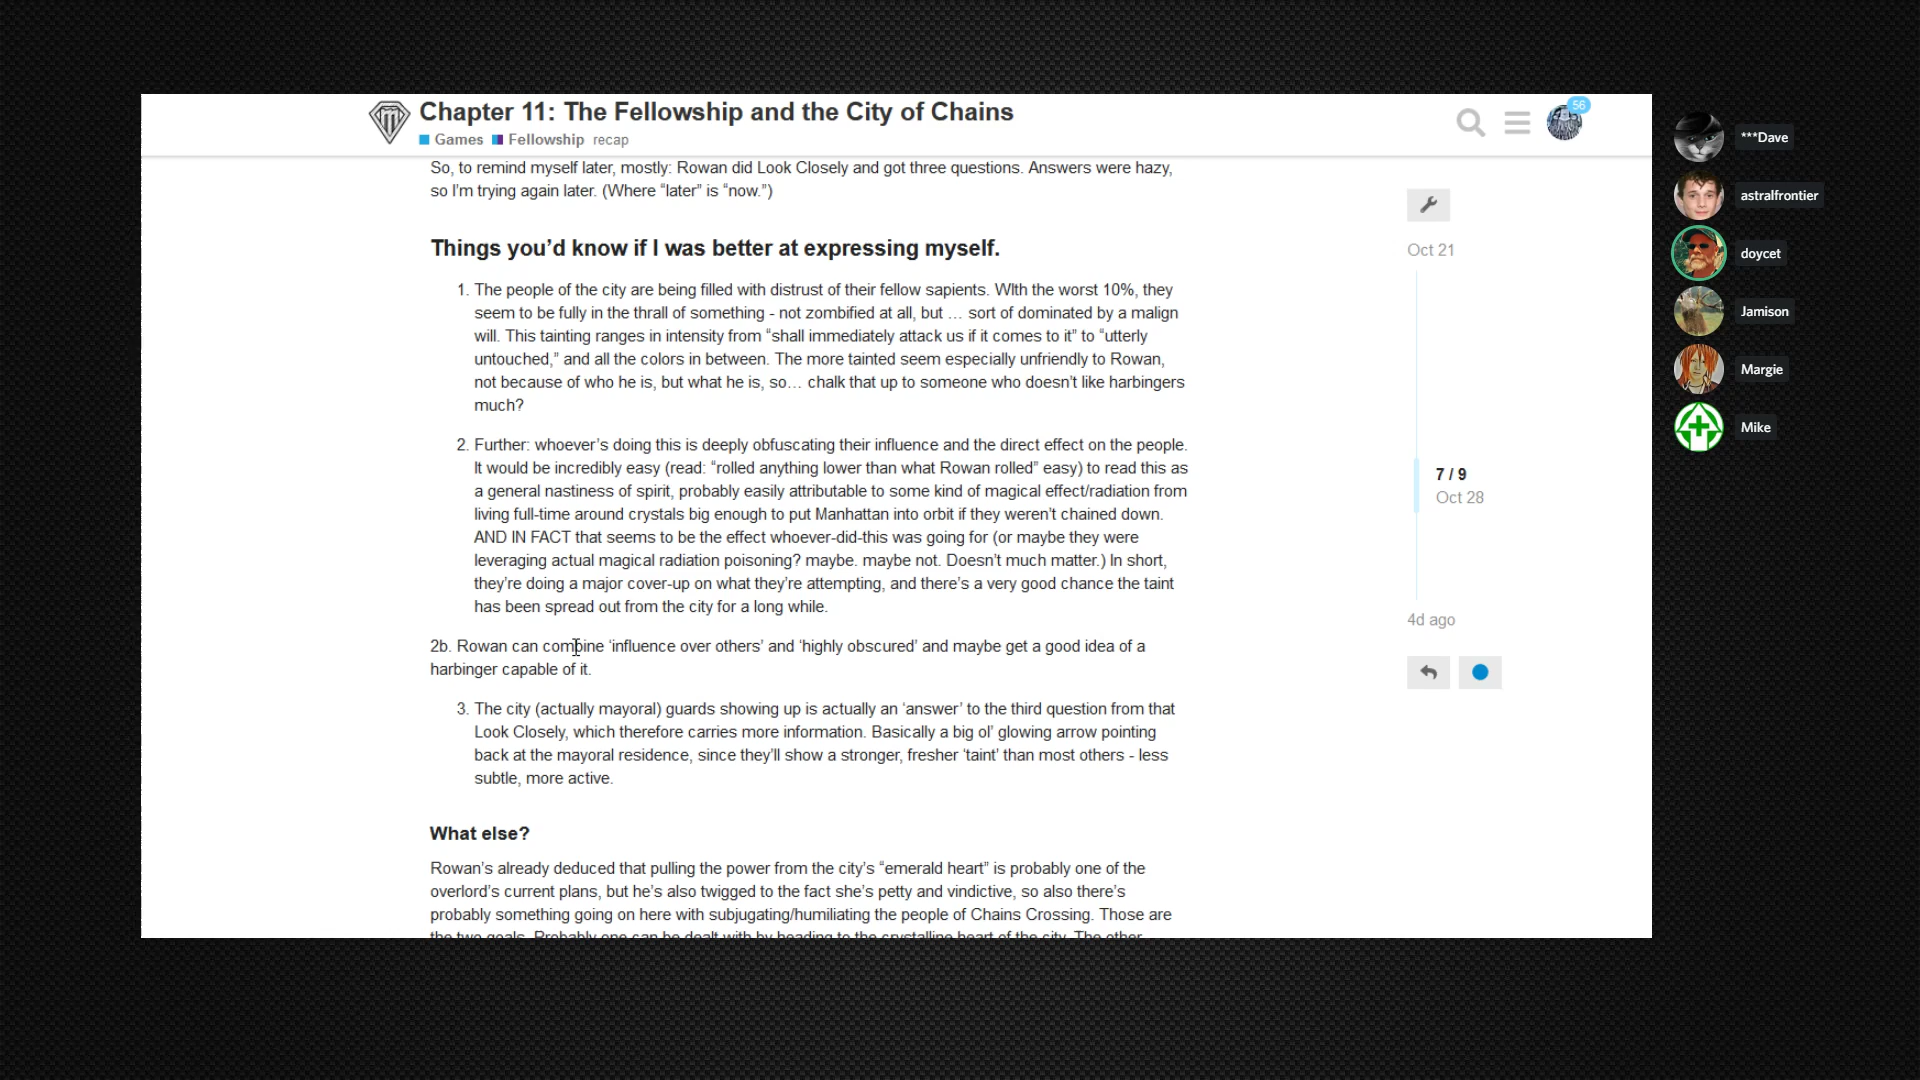 Chapter 11: The Fellowship and the City of Chains
Games Fellowship recap
56
So, to remind myself later, mostly: Rowan did Look Closely and got three questions. Answers were hazy,
so I'm trying again later. (Where “later” is “now.”)
Things you’d know if I was better at expressing myself.
1. The people of the city are being filled with distrust of their fellow sapients. WIth the worst 10%, they
seem to be fully in the thrall of something - not zombified at all, but … sort of dominated by a malign
will. This tainting ranges in intensity from “shall immediately attack us if it comes to it” to “utterly
untouched,” and all the colors in between. The more tainted seem especially unfriendly to Rowan,
not because of who he is, but what he is, so… chalk that up to someone who doesn’t like harbingers
much?
2. Further: whoever’s doing this is deeply obfuscating their influence and the direct effect on the people.
It would be incredibly easy (read: “rolled anything lower than what Rowan rolled” easy) to read this as
a general nastiness of spirit, probably easily attributable to some kind of magical effect/radiation from
living full-time around crystals big enough to put Manhattan into orbit if they weren’t chained down.
AND IN FACT that seems to be the effect whoever-did-this was going for (or maybe they were
leveraging actual magical radiation poisoning? maybe. maybe not. Doesn’t much matter.) In short,
they’re doing a major cover-up on what they’re attempting, and there’s a very good chance the taint
has been spread out from the city for a long while.
2b. Rowan can combine ‘influence over others’ and ‘highly obscured’ and maybe get a good idea of a
harbinger capable of it.
3. The city (actually mayoral) guards showing up is actually an ‘answer’ to the third question from that
Look Closely, which therefore carries more information. Basically a big ol’ glowing arrow pointing
back at the mayoral residence, since they’ll show a stronger, fresher ‘taint’ than most others - less
subtle, more active.
What else?
Rowan’s already deduced that pulling the power from the city’s “emerald heart” is probably one of the
overlord’s current plans, but he’s also twigged to the fact she’s petty and vindictive, so also there’s
probably something going on here with subjugating/humiliating the people of Chains Crossing. Those are
the two goals. Probably one can be dealt with by heading to the crystalline heart of the city. The other
Oct 21
7 / 9
Oct 28
4d ago
***Dave
astralfrontier
doycet
Jamison
Margie
Mike